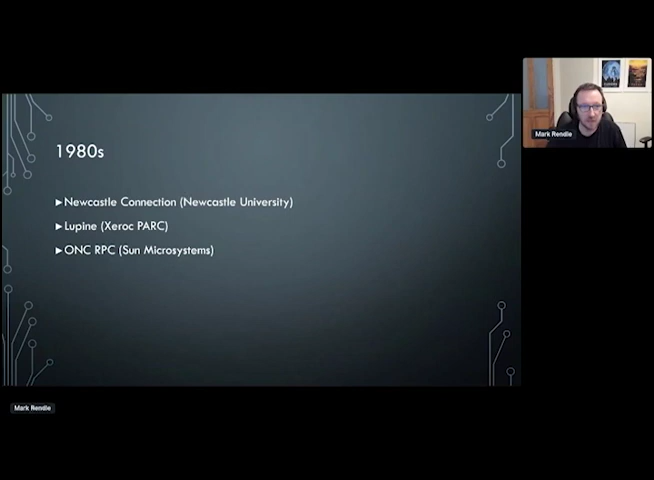 1980s
►Newcastle Connection (Newcastle University)
►Lupine (Xeroc PARC)
►ONC RPC (Sun Microsystems)
Mark Rendle
Mark Rendle